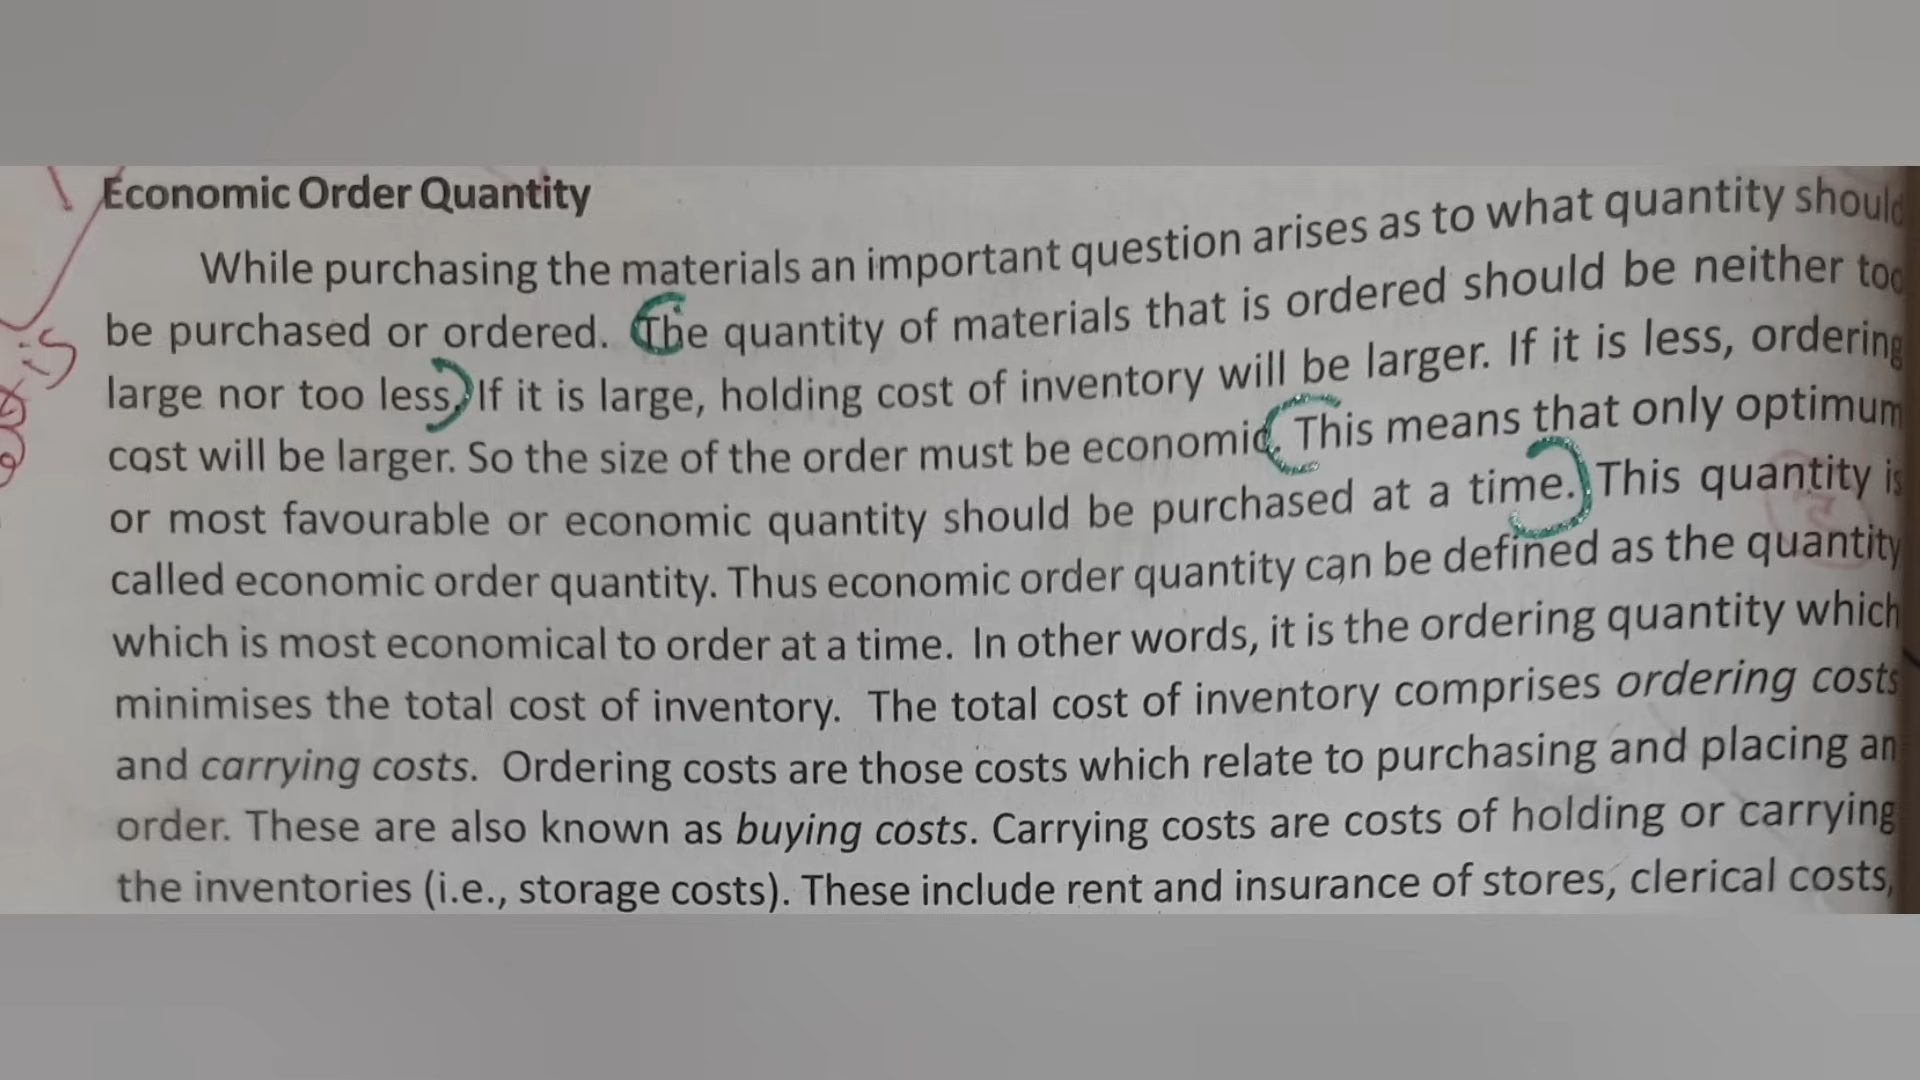 Economic Order Quantity
While purchasing the materials an important question arises as to what quantity should
be purchased or ordered. The quantity of materials that is ordered should be neither too
large nor too less. If it is large, holding cost of inventory will be larger. If it is less, ordering
cost will be larger. So the size of the order must be economic. This means that only optimum
or most favourable or economic quantity should be purchased at a time. This quantity is
called economic order quantity. Thus economic order quantity can be defined as the quantity
which is most economical to order at a time. In other words, it is the ordering quantity which
minimises the total cost of inventory. The total cost of inventory comprises ordering costs
and carrying costs. Ordering costs are those costs which relate to purchasing and placing an
order. These are also known as buying costs. Carrying costs are costs of holding or carrying
the inventories (i.e., storage costs). These include rent and insurance of stores, clerical costs,